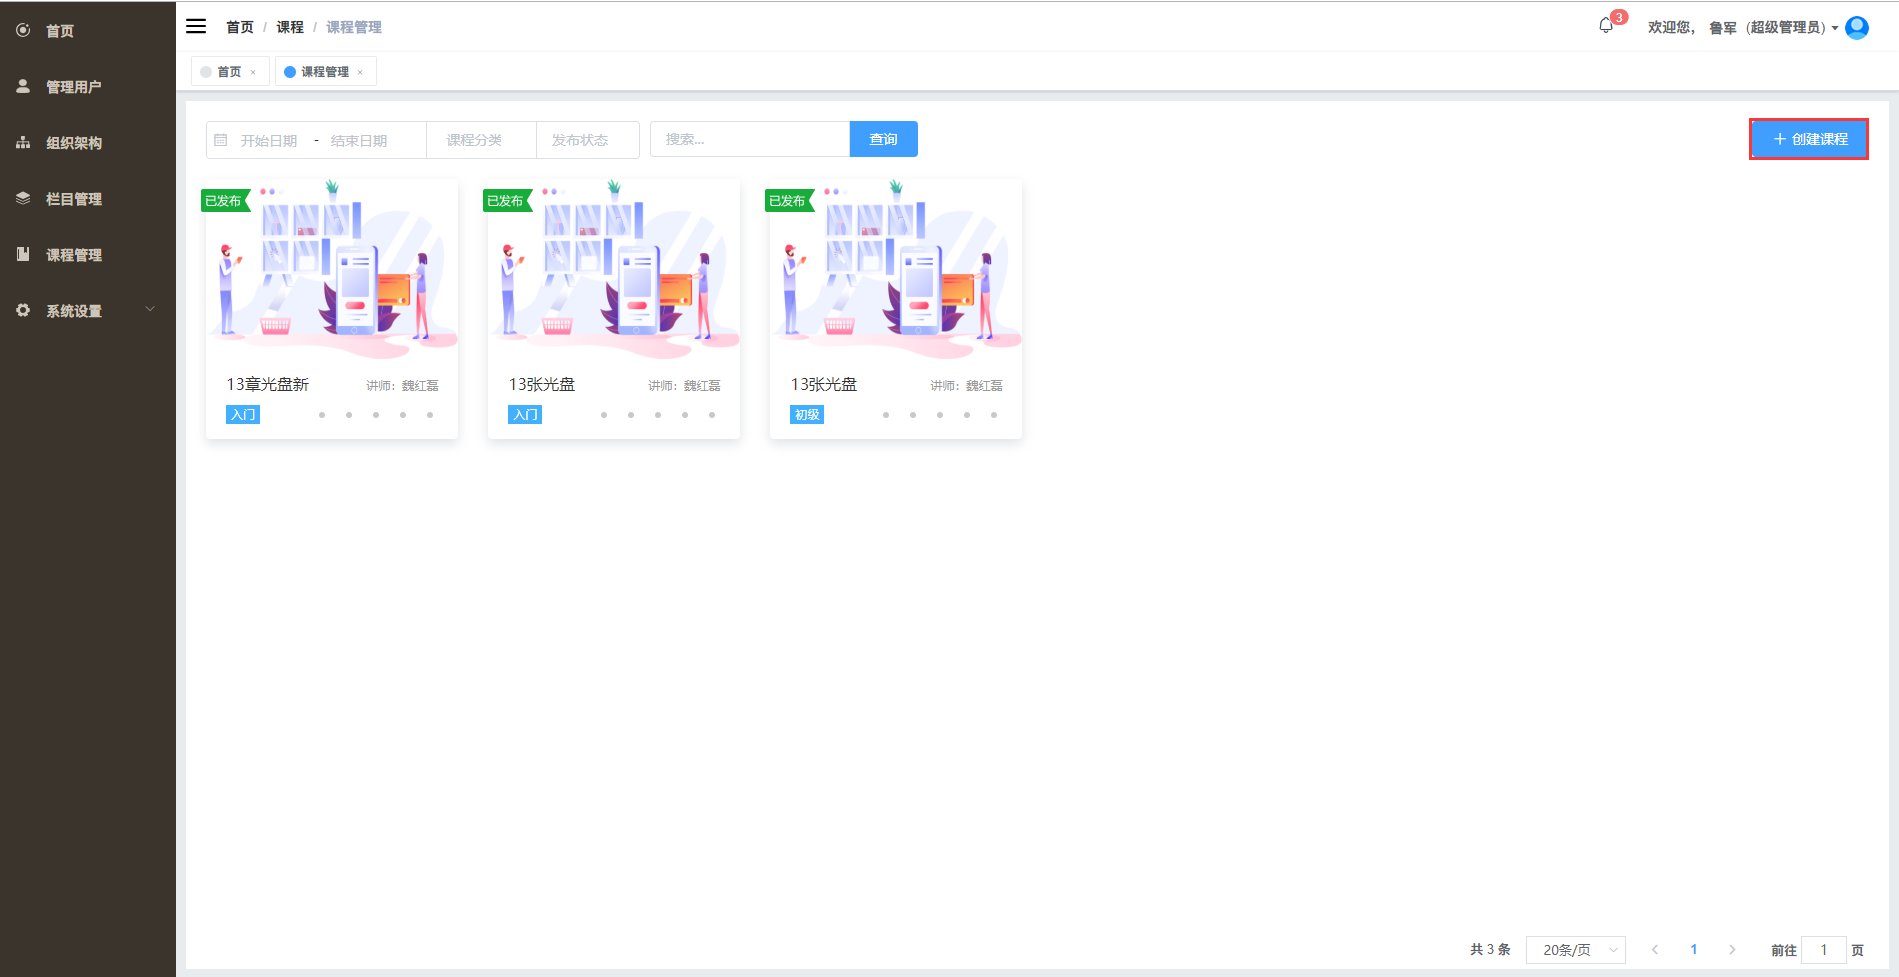 首页
管理用户
组织架构
栏目管理
课程管理
系统设置
首页 / 课程 / 课程管理
3
欢迎您， 鲁军（超级管理员）
首页 ×
课程管理 ×
开始日期 - 结束日期 课程分类 发布状态 搜索... 查询
+ 创建课程
已发布
13章光盘新 讲师：魏红磊
入门
已发布
13张光盘 讲师：魏红磊
入门
已发布
13张光盘 讲师：魏红磊
初级
共 3 条 20条/页 < 1 > 前往 1 页